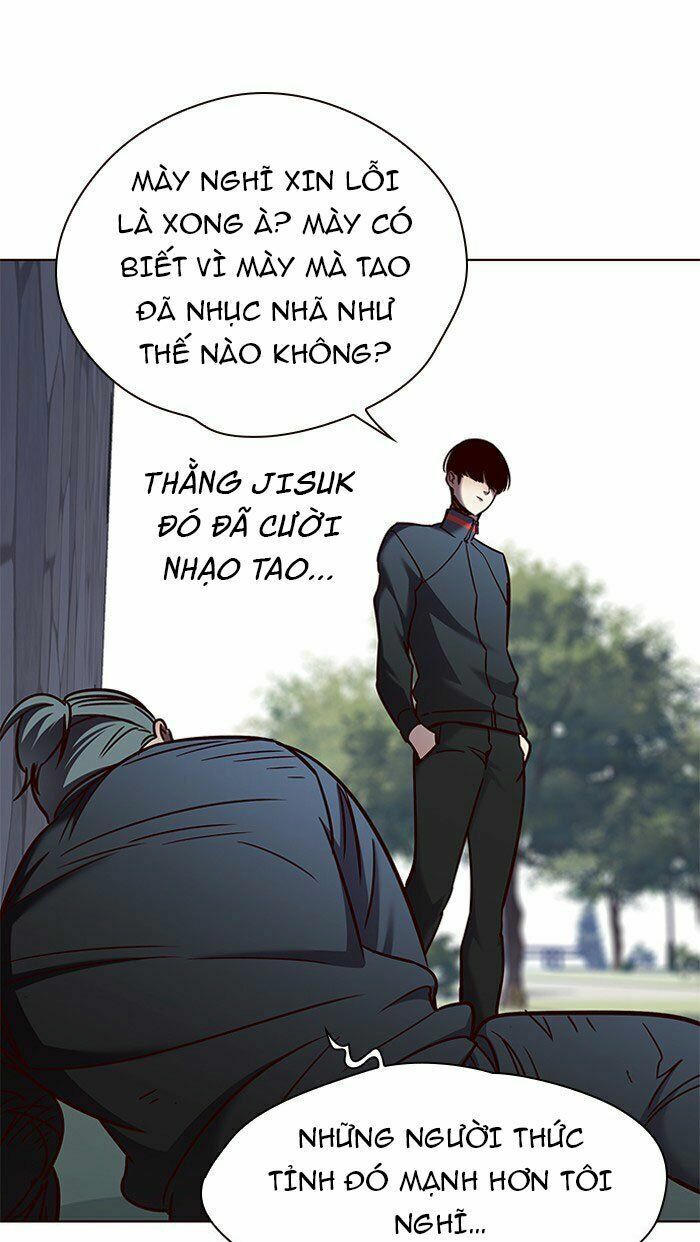 MÀY NGHĨ XIN LỖI
LÀ XONG À? MÀY CÓ
BIẾT VÌ MÀY MÀ TAO
ĐÃ NHỤC NHÃ NHƯ
THẾ NÀO KHÔNG?
THẰNG JISUK
ĐÓ ĐÃ CƯỜI
NHẠO TAO...
NHỮNG NGƯỜI THỨC
TỈNH ĐÓ MẠNH HƠN TÔI
NGHĨ...